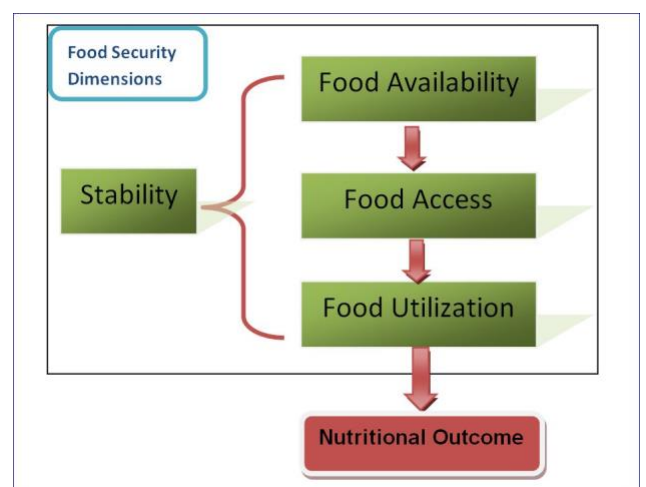 Food Security
Dimensions
Food Availability
Stability
Food Access
Food Utilization
Nutritional Outcome